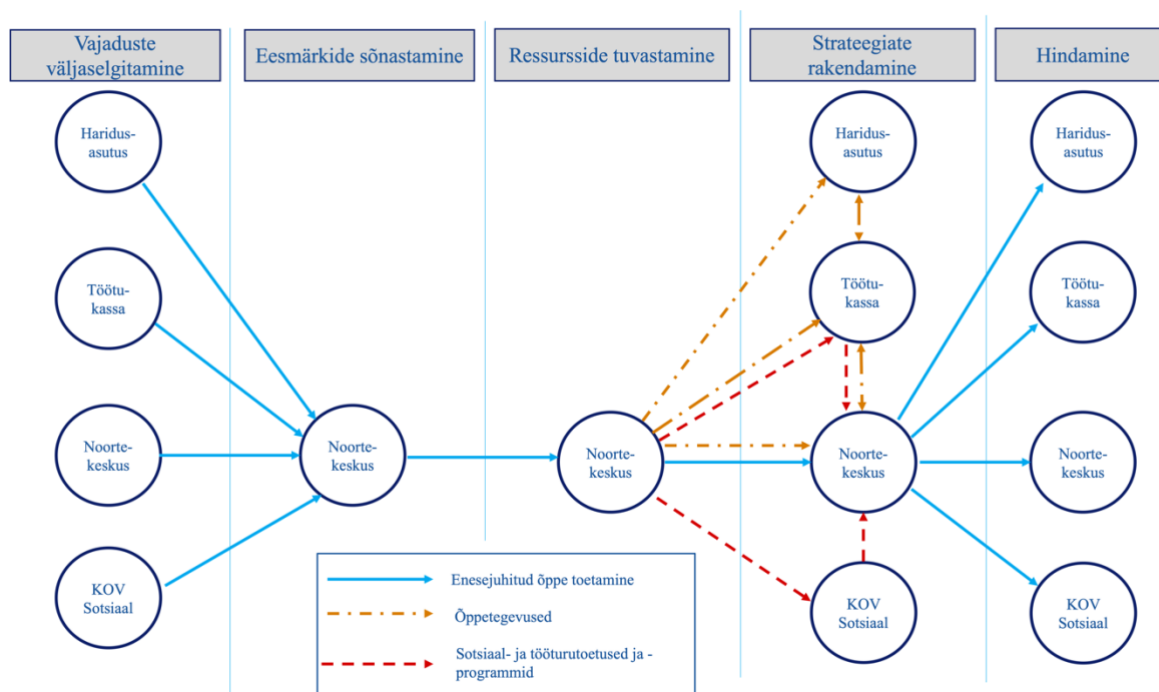 Vajaduste
väljaselgitamine
Eesmärkide sõnastamine
Ressursside tuvastamine
Strateegiate
rakendamine
Hindamine
Haridus-
asutus
Töötu-
kassa
Noorte-
keskus
KOV
Sotsiaal
Noorte-
keskus
Noorte-
keskus
Haridus-
asutus
Töötu-
kassa
Noorte-
keskus
KOV
Sotsiaal
Haridus-
asutus
Töötu-
kassa
Noorte-
keskus
KOV
Sotsiaal
Enesejuhitud õppe toetamine
Õppetegevused
Sotsiaal- ja tööturutoetused ja -
programmid